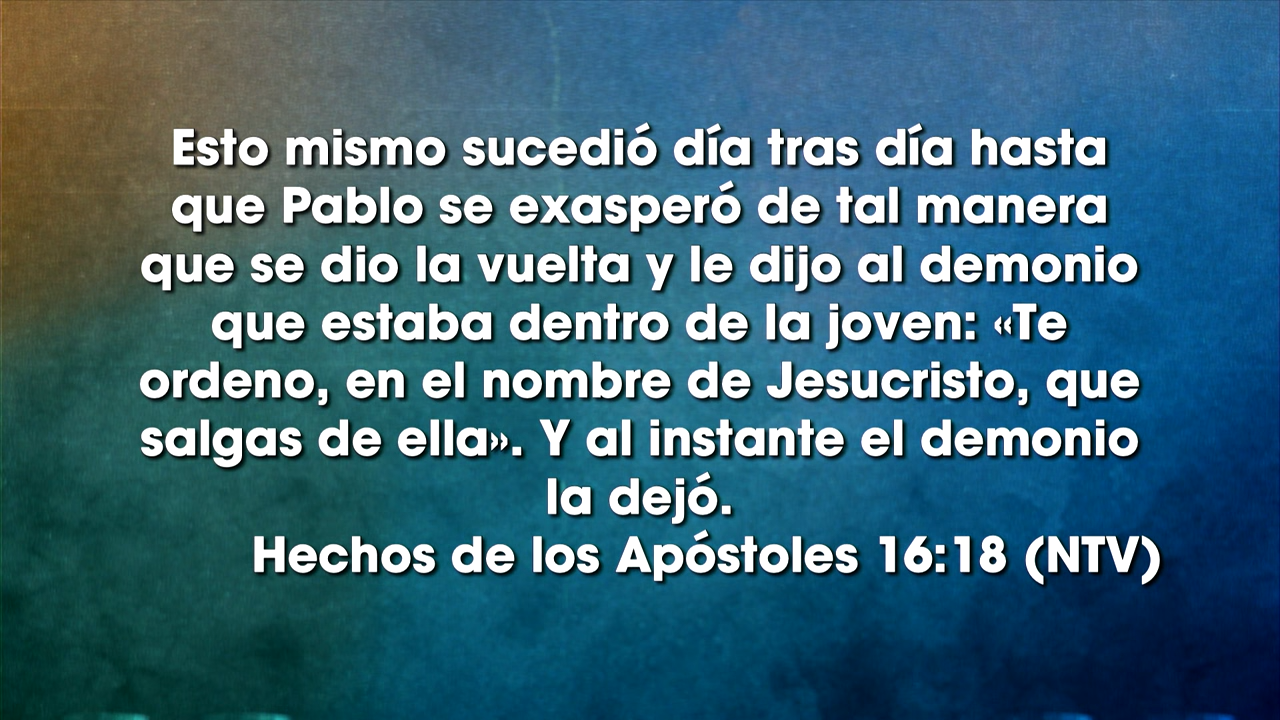 Esto mismo sucedió día tras día hasta
que Pablo se exasperó de tal manera
que se dio la vuelta y le dijo al demonio
que estaba dentro de la joven: «Te
ordeno, en el nombre de Jesucristo, que
salgas de ella». Y al instante el demonio
la dejó.
Hechos de los Apóstoles 16:18 (NTV)